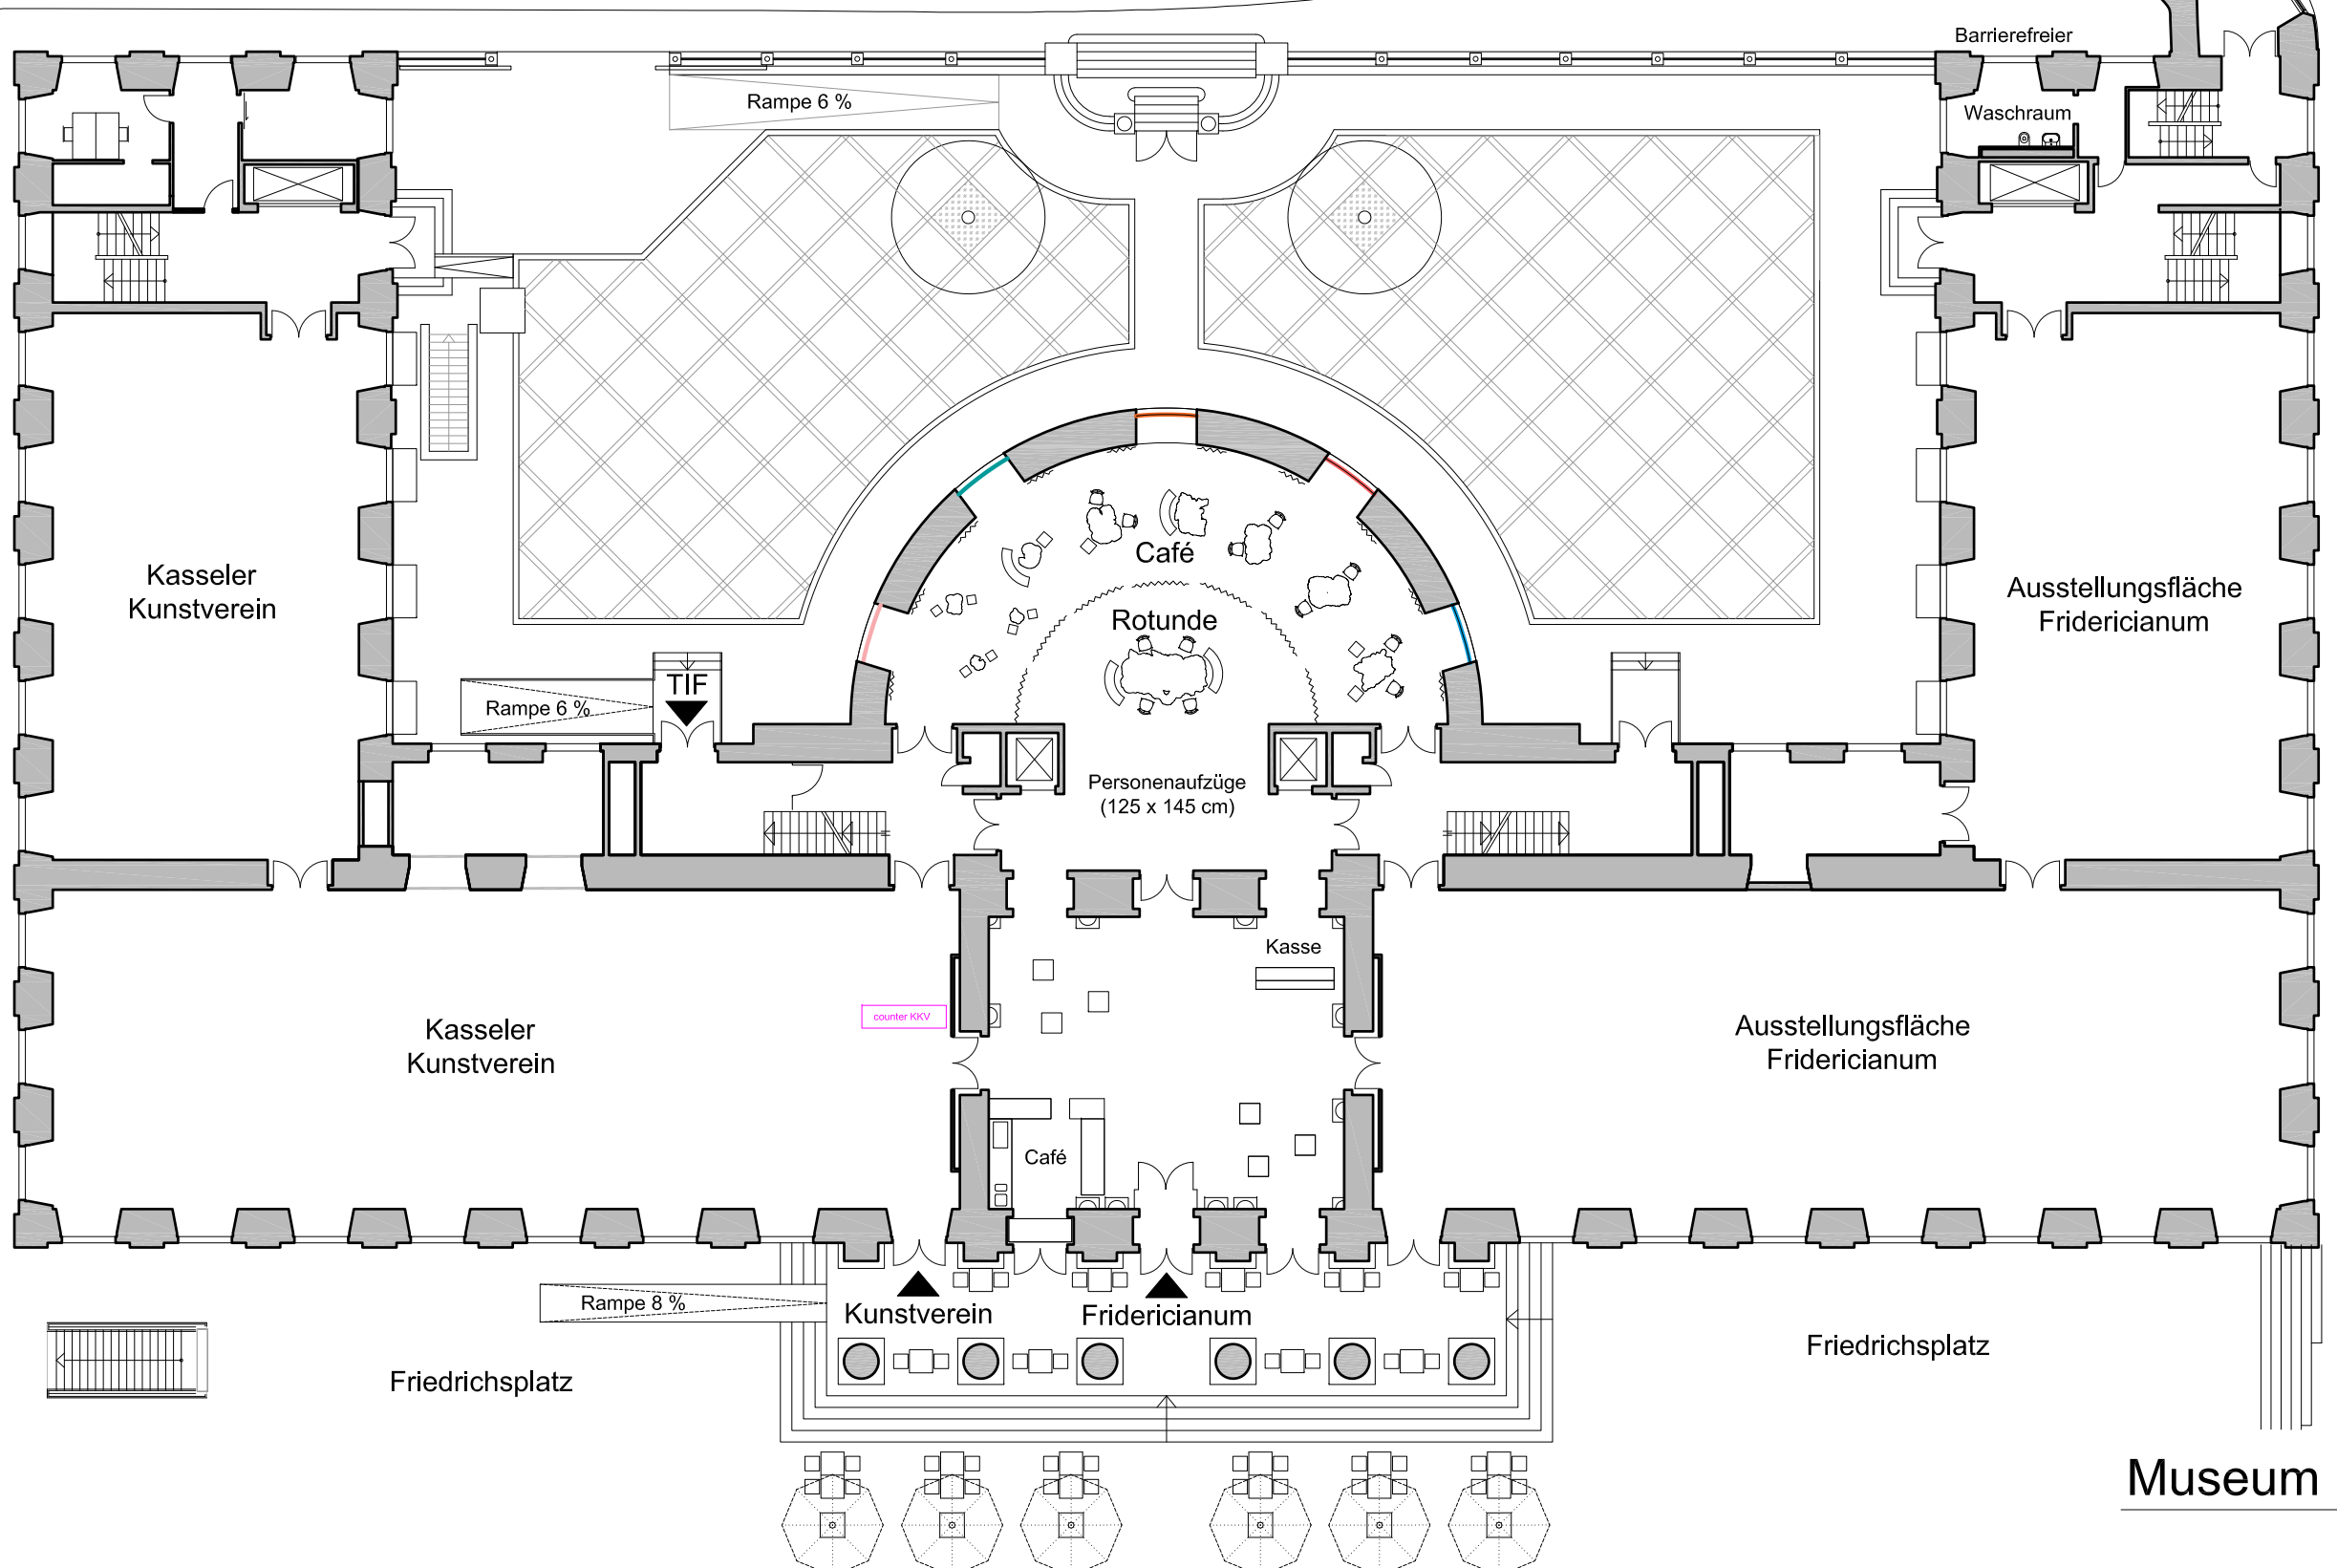 Barrierefreier
Rampe 6 %
Waschraum
Café
Kasseler
Kunstverein
Ausstellungsfläche
Fridericianum
Rotunde
TIF
Rampe 6 %
Personenaufzüge
(125 x 145 cm)
Kasse
counter KKV
Kasseler
Kunstverein
Ausstellungsfläche
Fridericianum
Café
Rampe 8 %
Kunstverein
Fridericianum
Friedrichsplatz
Friedrichsplatz
Museum